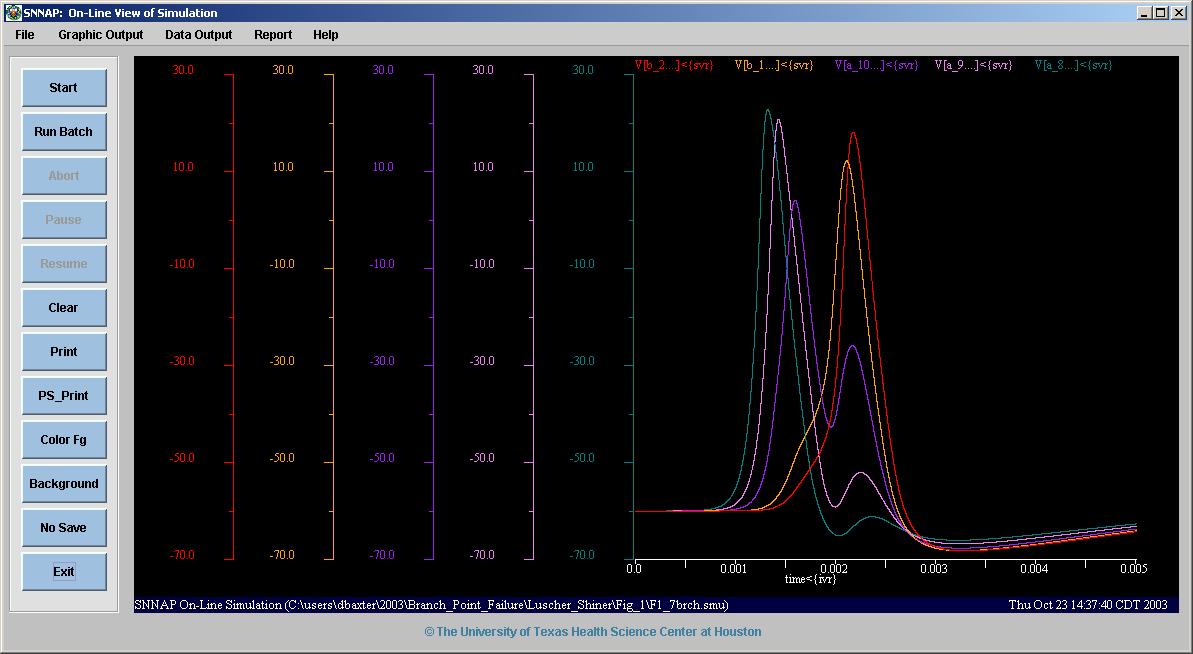 SNNAP: On-Line View of Simulation
File Graphic Output Data Output Report Help
Start
Run Batch
Abort
Pause
Resume
Clear
Print
PS_Print
Color Fg
Background
No Save
Exit
V[b_2...]<{svr} V[b_1...]<{svr} V[a_10...]<{svr} V[a_9...]<{svr} V[a_8...]<{svr}
30.0 30.0 30.0 30.0 30.0
10.0 10.0 10.0 10.0 10.0
-10.0 -10.0 -10.0 -10.0 -10.0
-30.0 -30.0 -30.0 -30.0 -30.0
-50.0 -50.0 -50.0 -50.0 -50.0
-70.0 -70.0 -70.0 -70.0 -70.0
0.0 0.001 0.002 0.003 0.004 0.005
time<{ivr}
SNNAP On-Line Simulation (C:\users\dbaxter\2003\Branch_Point_Failure\Luscher_Shiner\Fig_1\F1_7brch.smu) Thu Oct 23 14:37:40 CDT 2003
© The University of Texas Health Science Center at Houston